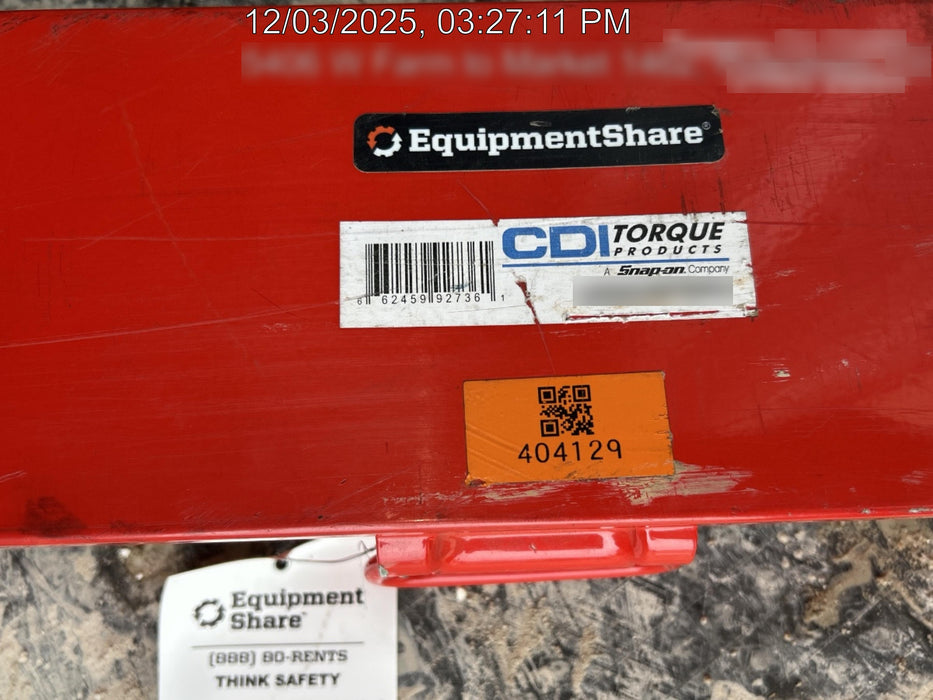 12/03/2025, 03:27:11 PM
EquipmentShare®
CDI TORQUE PRODUCTS
A Snap-on Company
6 62459 92736 1
404129
Equipment
Share
(888) 80-RENTS
THINK SAFETY